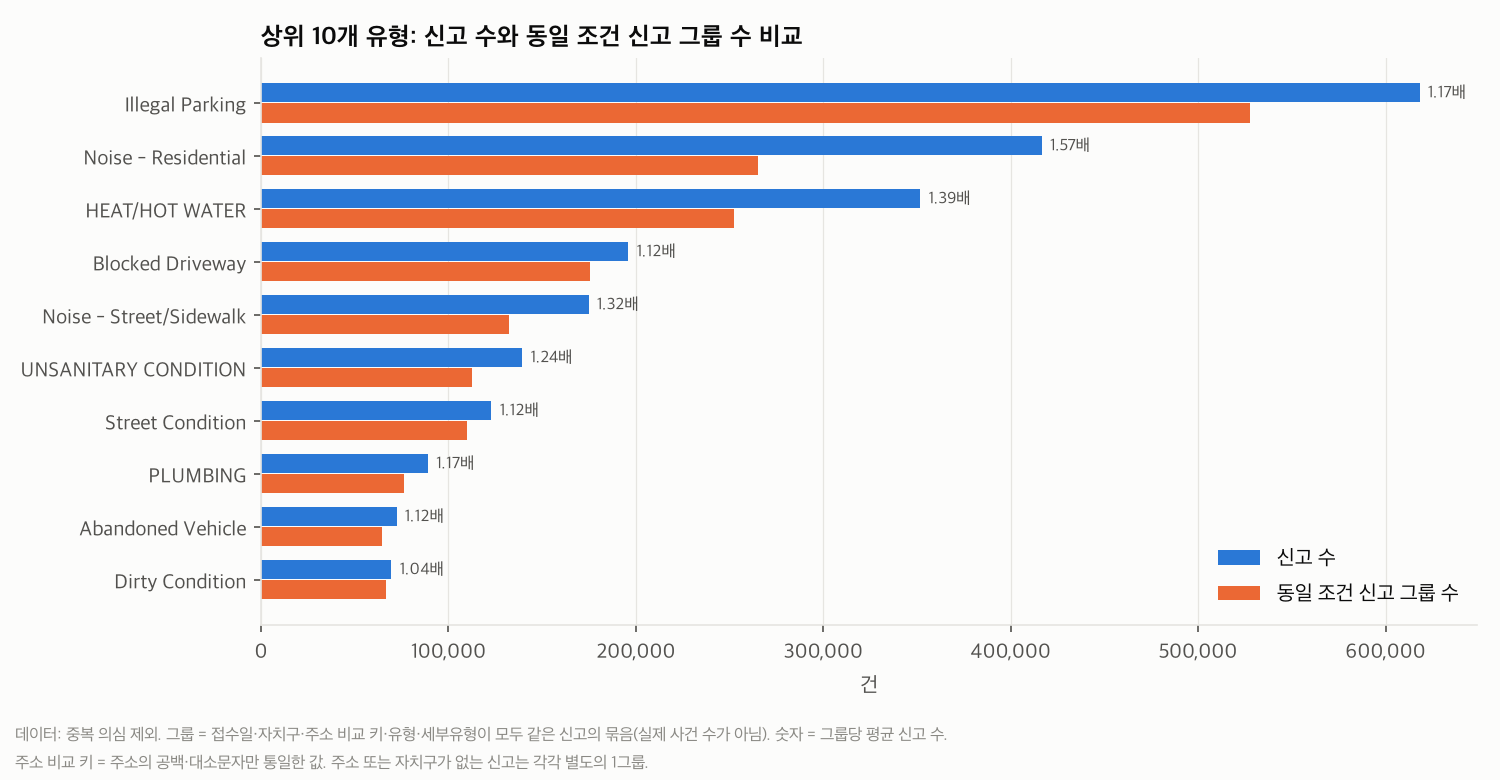 상위 10개 유형: 신고 수와 동일 조건 신고 그룹 수 비교
Illegal Parking
1.17배
Noise – Residential
1.57배
HEAT/HOT WATER
1.39배
Blocked Driveway
1.12배
Noise – Street/Sidewalk
1.32배
UNSANITARY CONDITION
1.24배
Street Condition
1.12배
PLUMBING
1.17배
Abandoned Vehicle
1.12배
Dirty Condition
1.04배
신고 수
동일 조건 신고 그룹 수
0 100,000 200,000 300,000 400,000 500,000 600,000
건
데이터: 중복 의심 제외. 그룹 = 접수일·자치구·주소 비교 키·유형·세부유형이 모두 같은 신고의 묶음(실제 사건 수가 아님). 숫자 = 그룹당 평균 신고 수.
주소 비교 키 = 주소의 공백·대소문자만 통일한 값. 주소 또는 자치구가 없는 신고는 각각 별도의 1그룹.